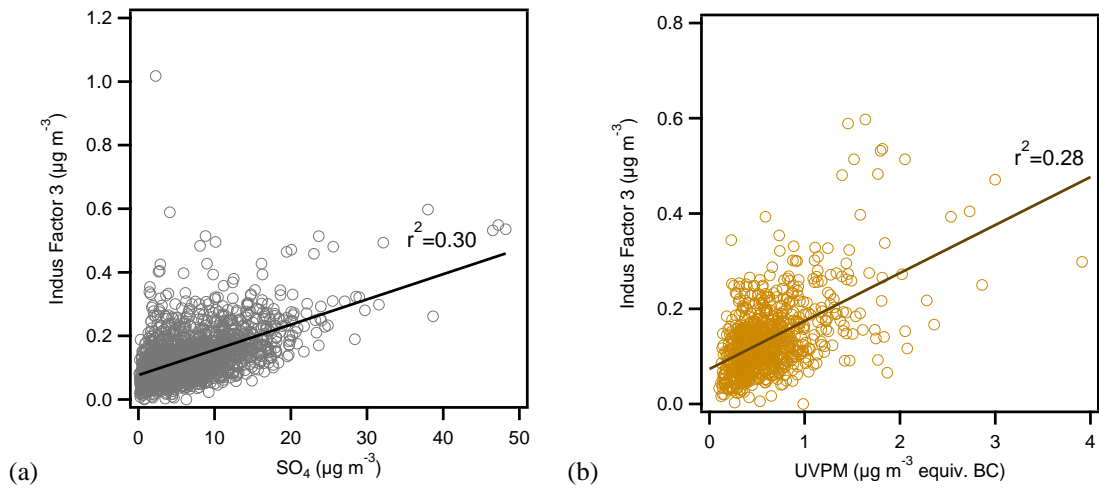 1.2
1.0
0.8
0.6
0.4
0.2
0.0
Indus Factor 3 (µg m⁻³)
r²=0.30
0 10 20 30 40 50
SO₄ (µg m⁻³)
(a)
0.8
0.6
0.4
0.2
0.0
Indus Factor 3 (µg m⁻³)
r²=0.28
0 1 2 3 4
UVPM (µg m⁻³ equiv. BC)
(b)